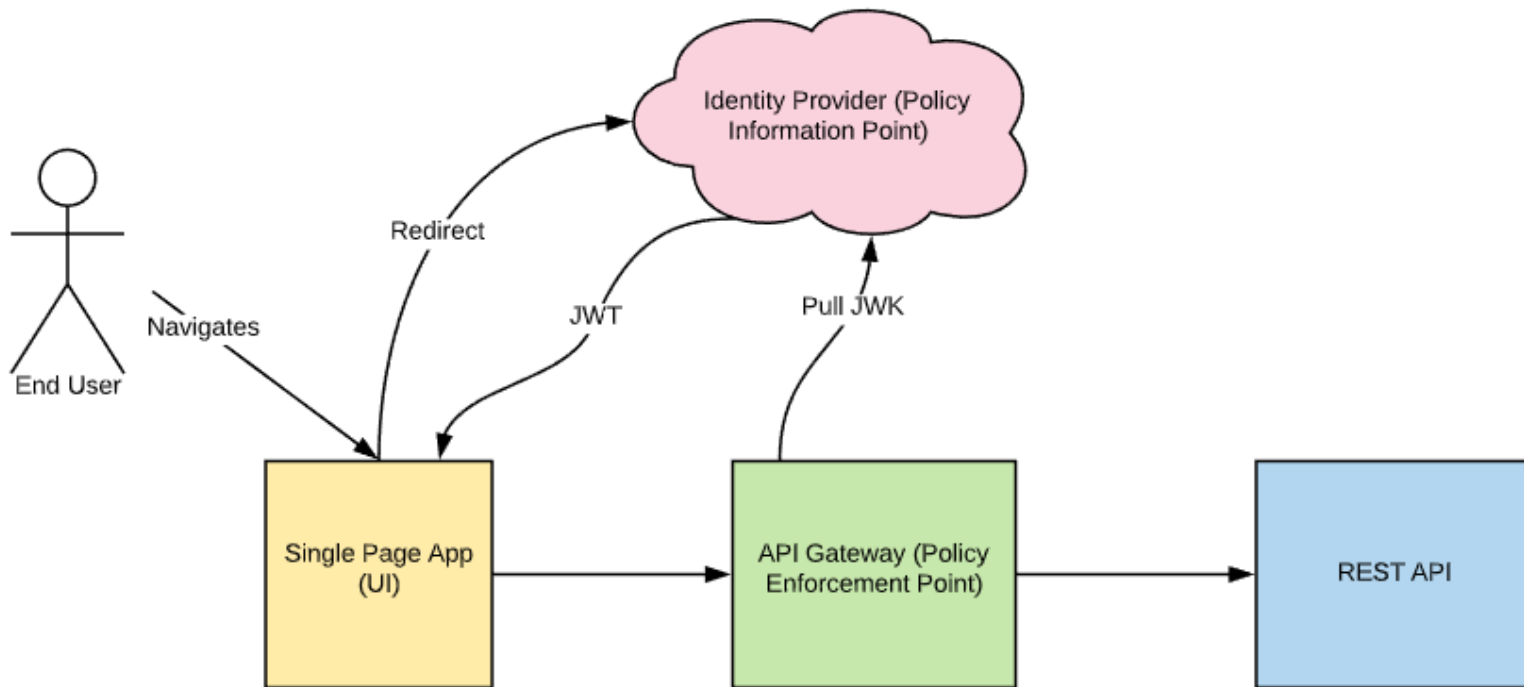 Identity Provider (Policy
Information Point)
Redirect
JWT
Pull JWK
Navigates
End User
Single Page App
(UI)
API Gateway (Policy
Enforcement Point)
REST API